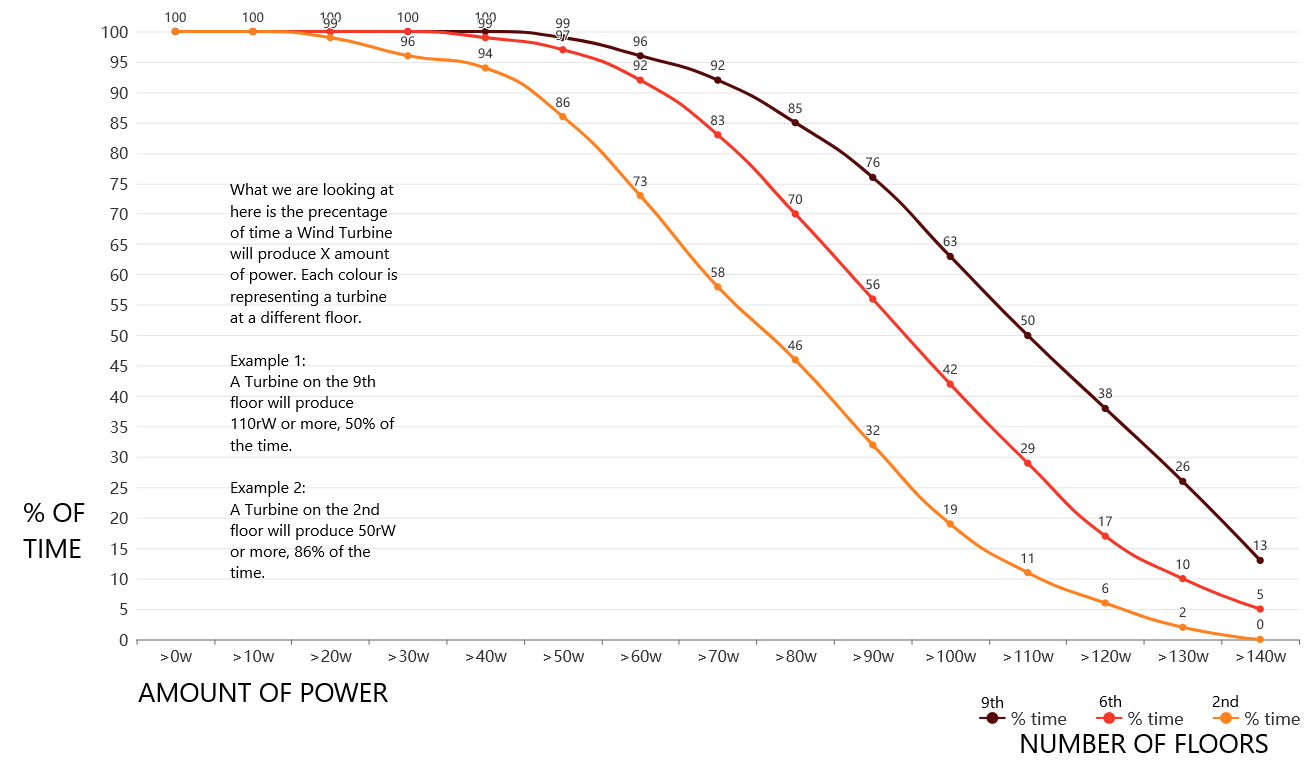 100 100 100 100 100 99
99 99 97 96
96 94 92 92
86 83 85
73 70 76
58 56 63
46 42 50
32 29 38
19 17 26
11 10 13
6 5
2 0
100
95
90
85
80
75
70
65
60
55
50
45
40
35
30
25
20
15
10
5
0
What we are looking at
here is the precentage
of time a Wind Turbine
will produce X amount
of power. Each colour is
representing a turbine
at a different floor.
Example 1:
A Turbine on the 9th
floor will produce
110rW or more, 50% of
the time.
Example 2:
A Turbine on the 2nd
floor will produce 50rW
or more, 86% of the
time.
% OF
TIME
>0w >10w >20w >30w >40w >50w >60w >70w >80w >90w >100w >110w >120w >130w >140w
AMOUNT OF POWER
9th 6th 2nd
% time % time % time
NUMBER OF FLOORS